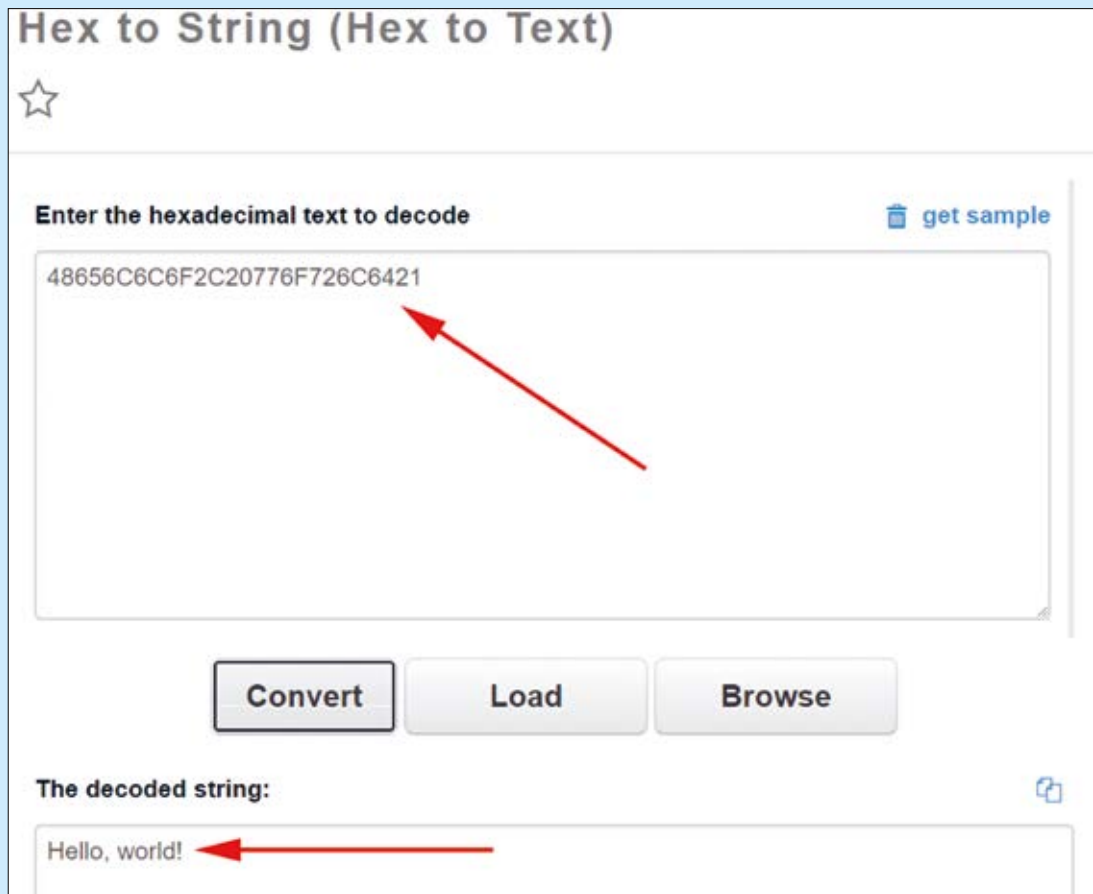 Hex to String (Hex to Text)
Enter the hexadecimal text to decode
get sample
48656C6C6F2C20776F726C6421
Convert Load Browse
The decoded string:
Hello, world!